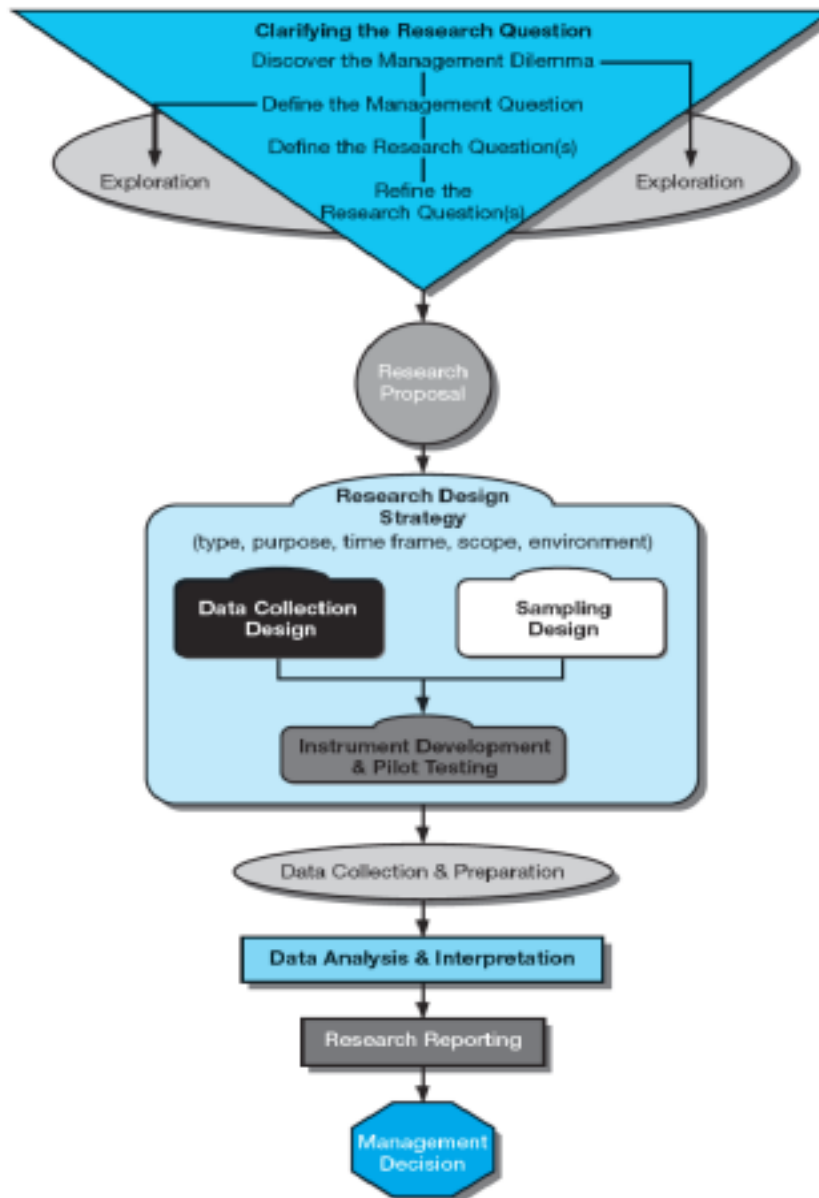 Clarifying the Research Question
Discover the Management Dilemma
Define the Management Question
Define the Research Question(s)
Exploration
Exploration
Refine the
Research Question(s)
Research
Proposal
Research Design
Strategy
(type, purpose, time frame, scope, environment)
Data Collection
Design
Sampling
Design
Instrument Development
& Pilot Testing
Data Collection & Preparation
Data Analysis & Interpretation
Research Reporting
Management
Decision